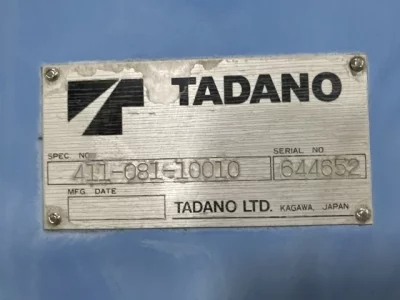 TADANO
SPEC. NO. SERIAL NO.
411-081-10010 644652
MFG. DATE
TADANO LTD. KAGAWA, JAPAN